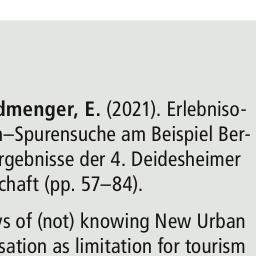 dmenger, E. (2021). Erlebniso-
n–Spurensuche am Beispiel Ber-
rgebnisse der 4. Deidesheimer
chaft (pp. 57–84).
ys of (not) knowing New Urban
sation as limitation for tourism